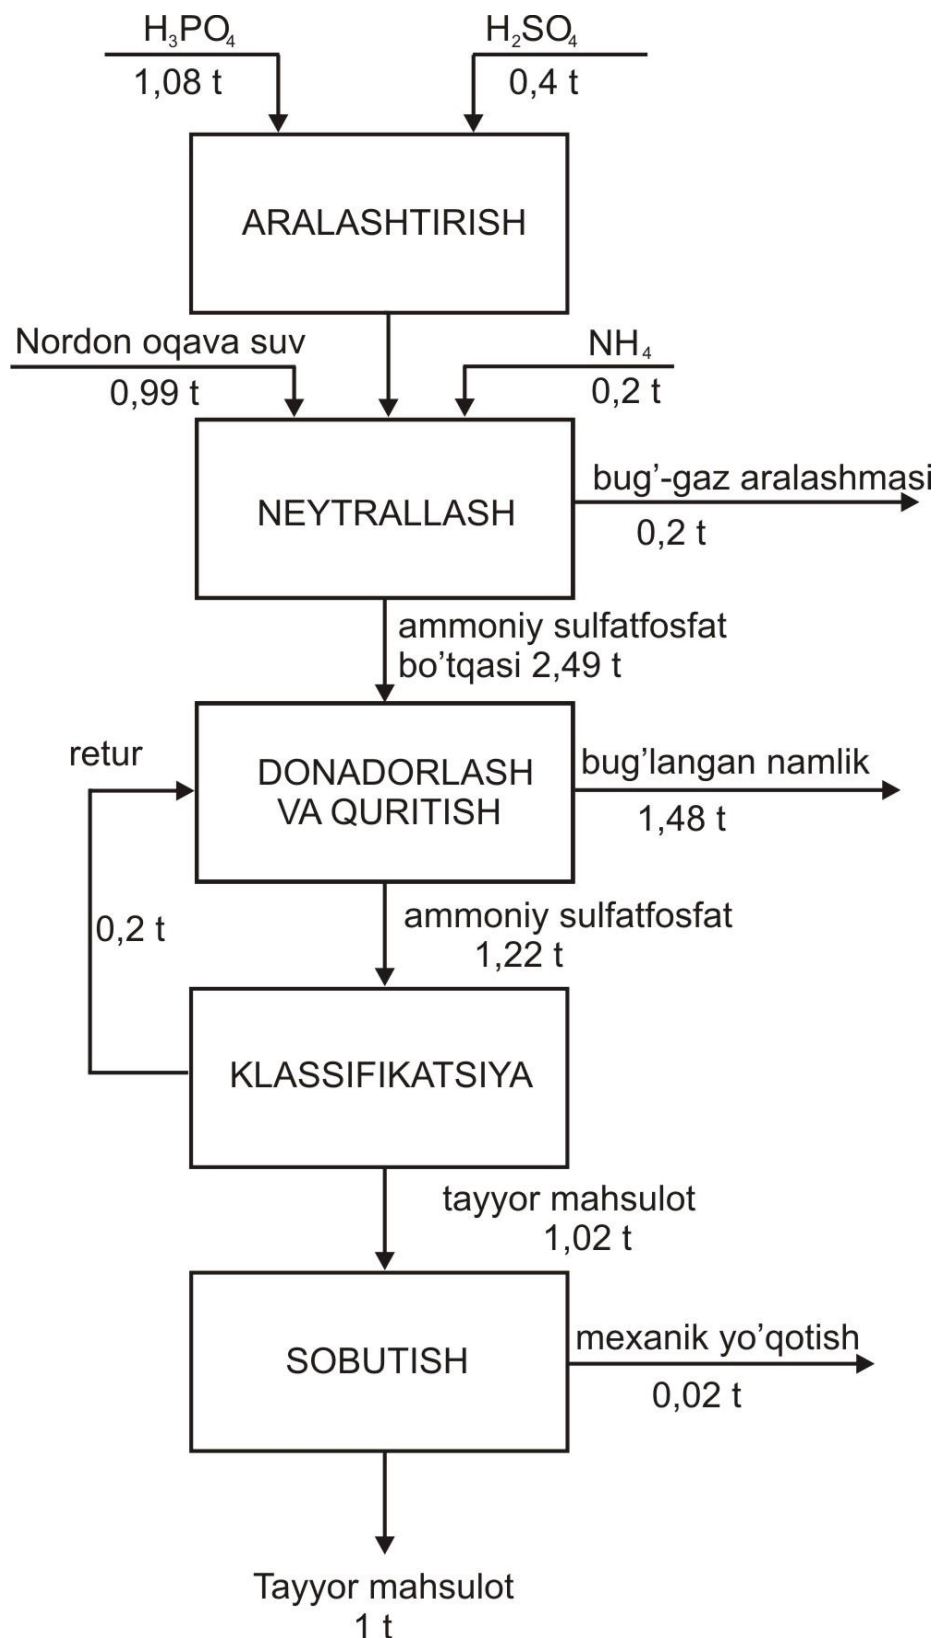 H₃PO₄
1,08 t
H₂SO₄
0,4 t
ARALASHTIRISH
Nordon oqava suv
0,99 t
NH₄
0,2 t
NEYTRALLASH
bug’-gaz aralashmasi
0,2 t
ammoniy sulfatfosfat
bo’tqasi 2,49 t
retur
DONADORLASH
VA QURITISH
bug’langan namlik
1,48 t
0,2 t
ammoniy sulfatfosfat
1,22 t
KLASSIFIKATSIYA
tayyor mahsulot
1,02 t
SOBUTISH
mexanik yo’qotish
0,02 t
Tayyor mahsulot
1 t